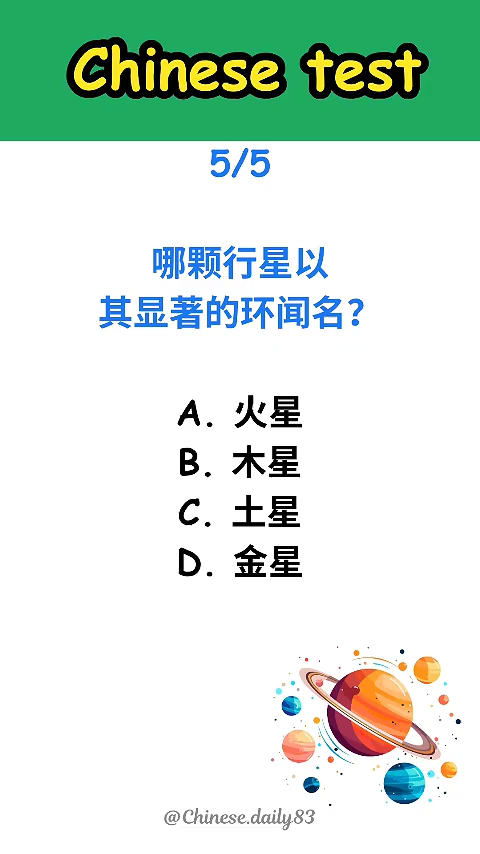 Chinese test
5/5
哪颗行星以
其显著的环闻名?
A. 火星
B. 木星
C. 土星
D. 金星
@Chinese.daily83